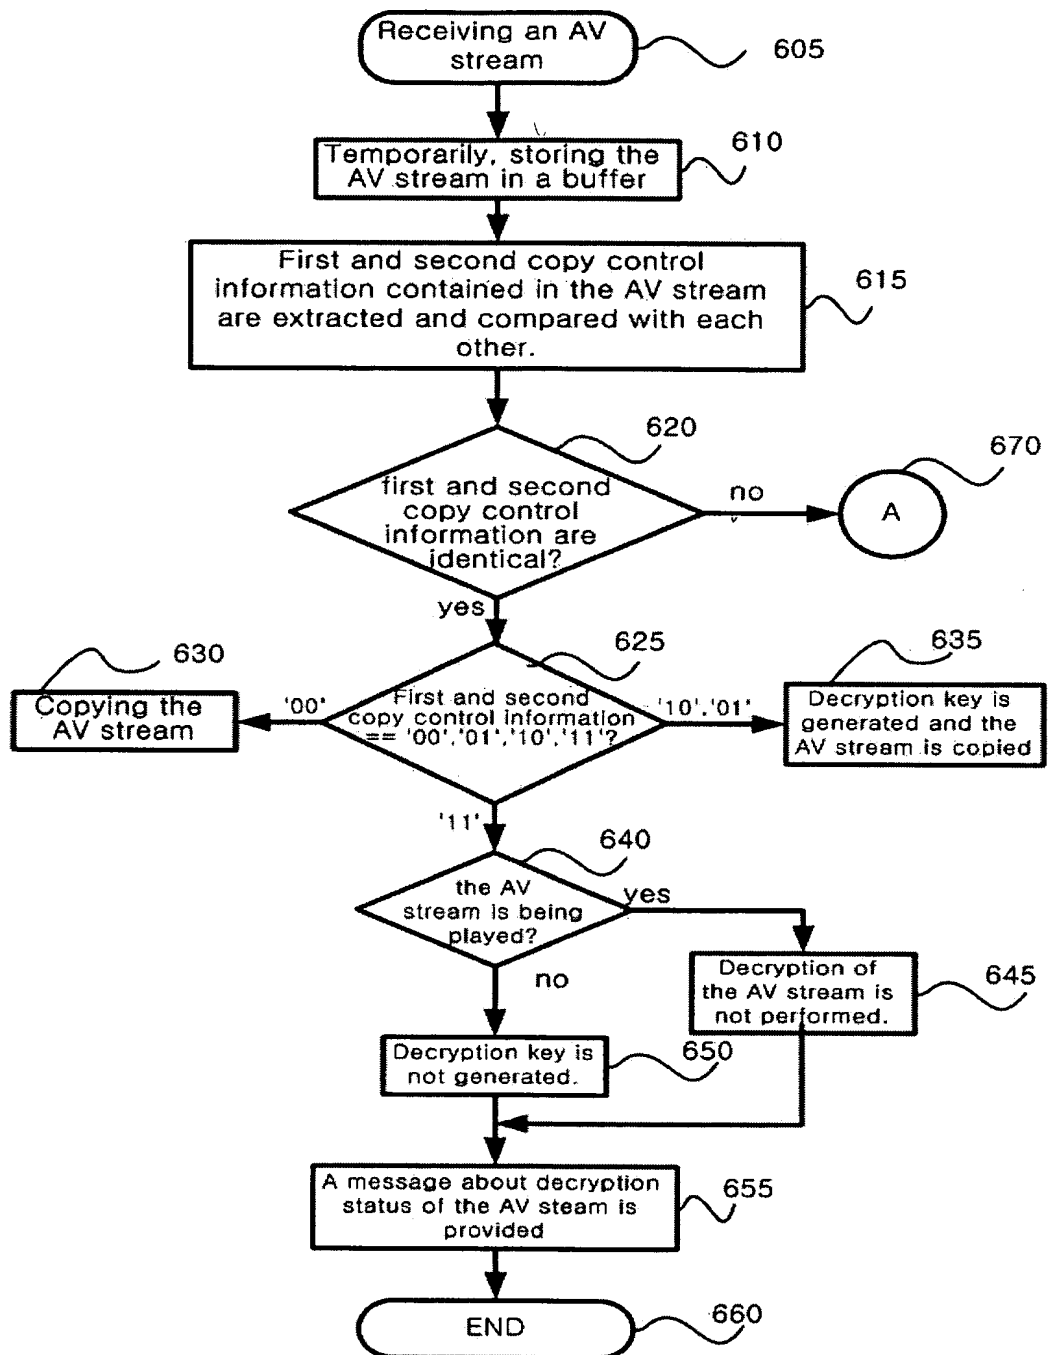 Receiving an AV
stream
605
610
Temporarily, storing the
AV stream in a buffer
First and second copy control
information contained in the AV stream
are extracted and compared with each
other.
615
620
670
first and second
copy control
information are
identical?
no
A
yes
630
625
635
Copying the
AV stream
'00'
First and second
copy control information
== '00','01','10','11'?
'10','01'
Decryption key is
generated and the
AV stream is copied
'11'
640
the AV
stream is being
played?
yes
no
Decryption of
the AV stream is
not performed.
645
Decryption key is
not generated.
650
A message about decryption
status of the AV steam is
provided
655
END
660